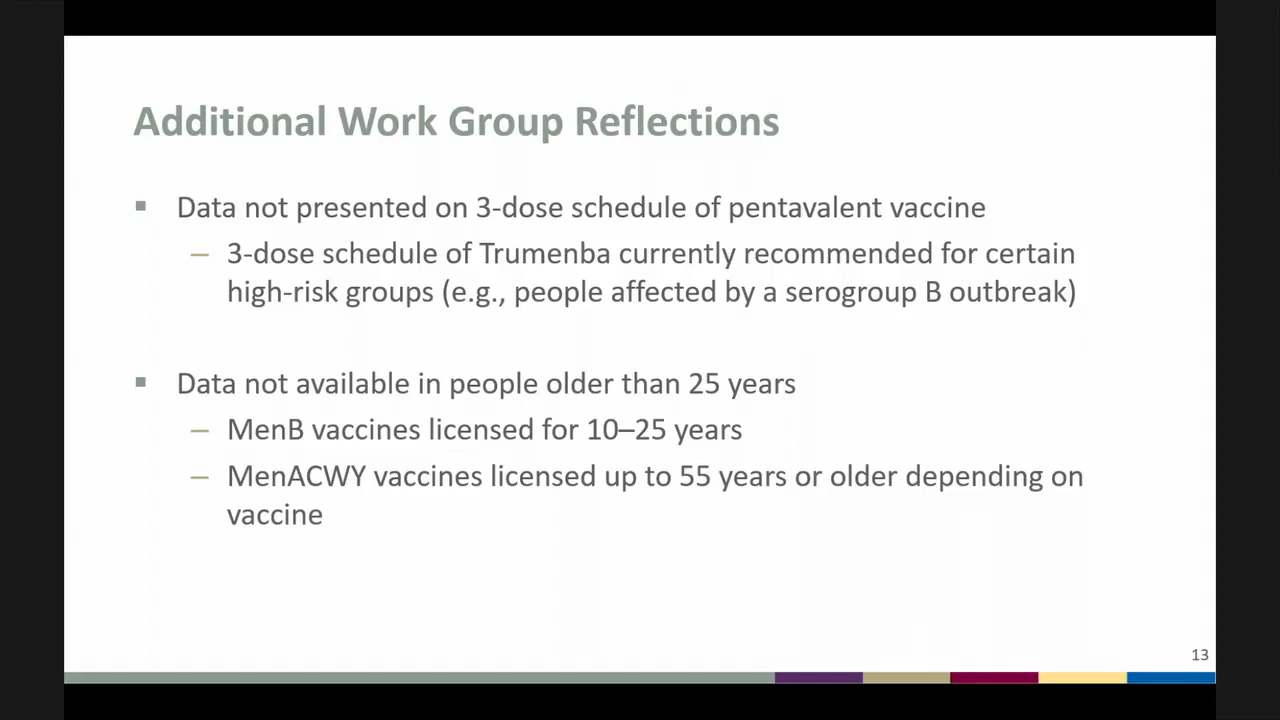 Additional Work Group Reflections
▪ Data not presented on 3-dose schedule of pentavalent vaccine
– 3-dose schedule of Trumenba currently recommended for certain
high-risk groups (e.g., people affected by a serogroup B outbreak)
▪ Data not available in people older than 25 years
– MenB vaccines licensed for 10–25 years
– MenACWY vaccines licensed up to 55 years or older depending on
vaccine
13